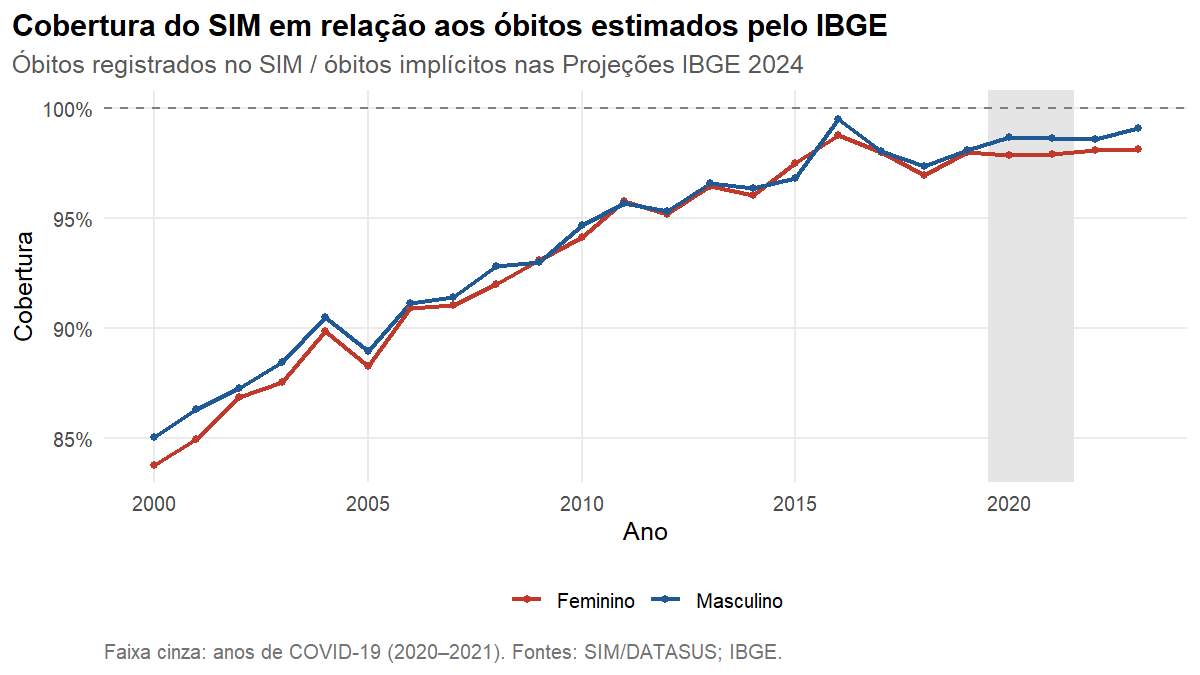 Cobertura do SIM em relação aos óbitos estimados pelo IBGE
Óbitos registrados no SIM / óbitos implícitos nas Projeções IBGE 2024
100%
95%
90%
85%
Cobertura
2000 2005 2010 2015 2020
Ano
Feminino Masculino
Faixa cinza: anos de COVID-19 (2020–2021). Fontes: SIM/DATASUS; IBGE.